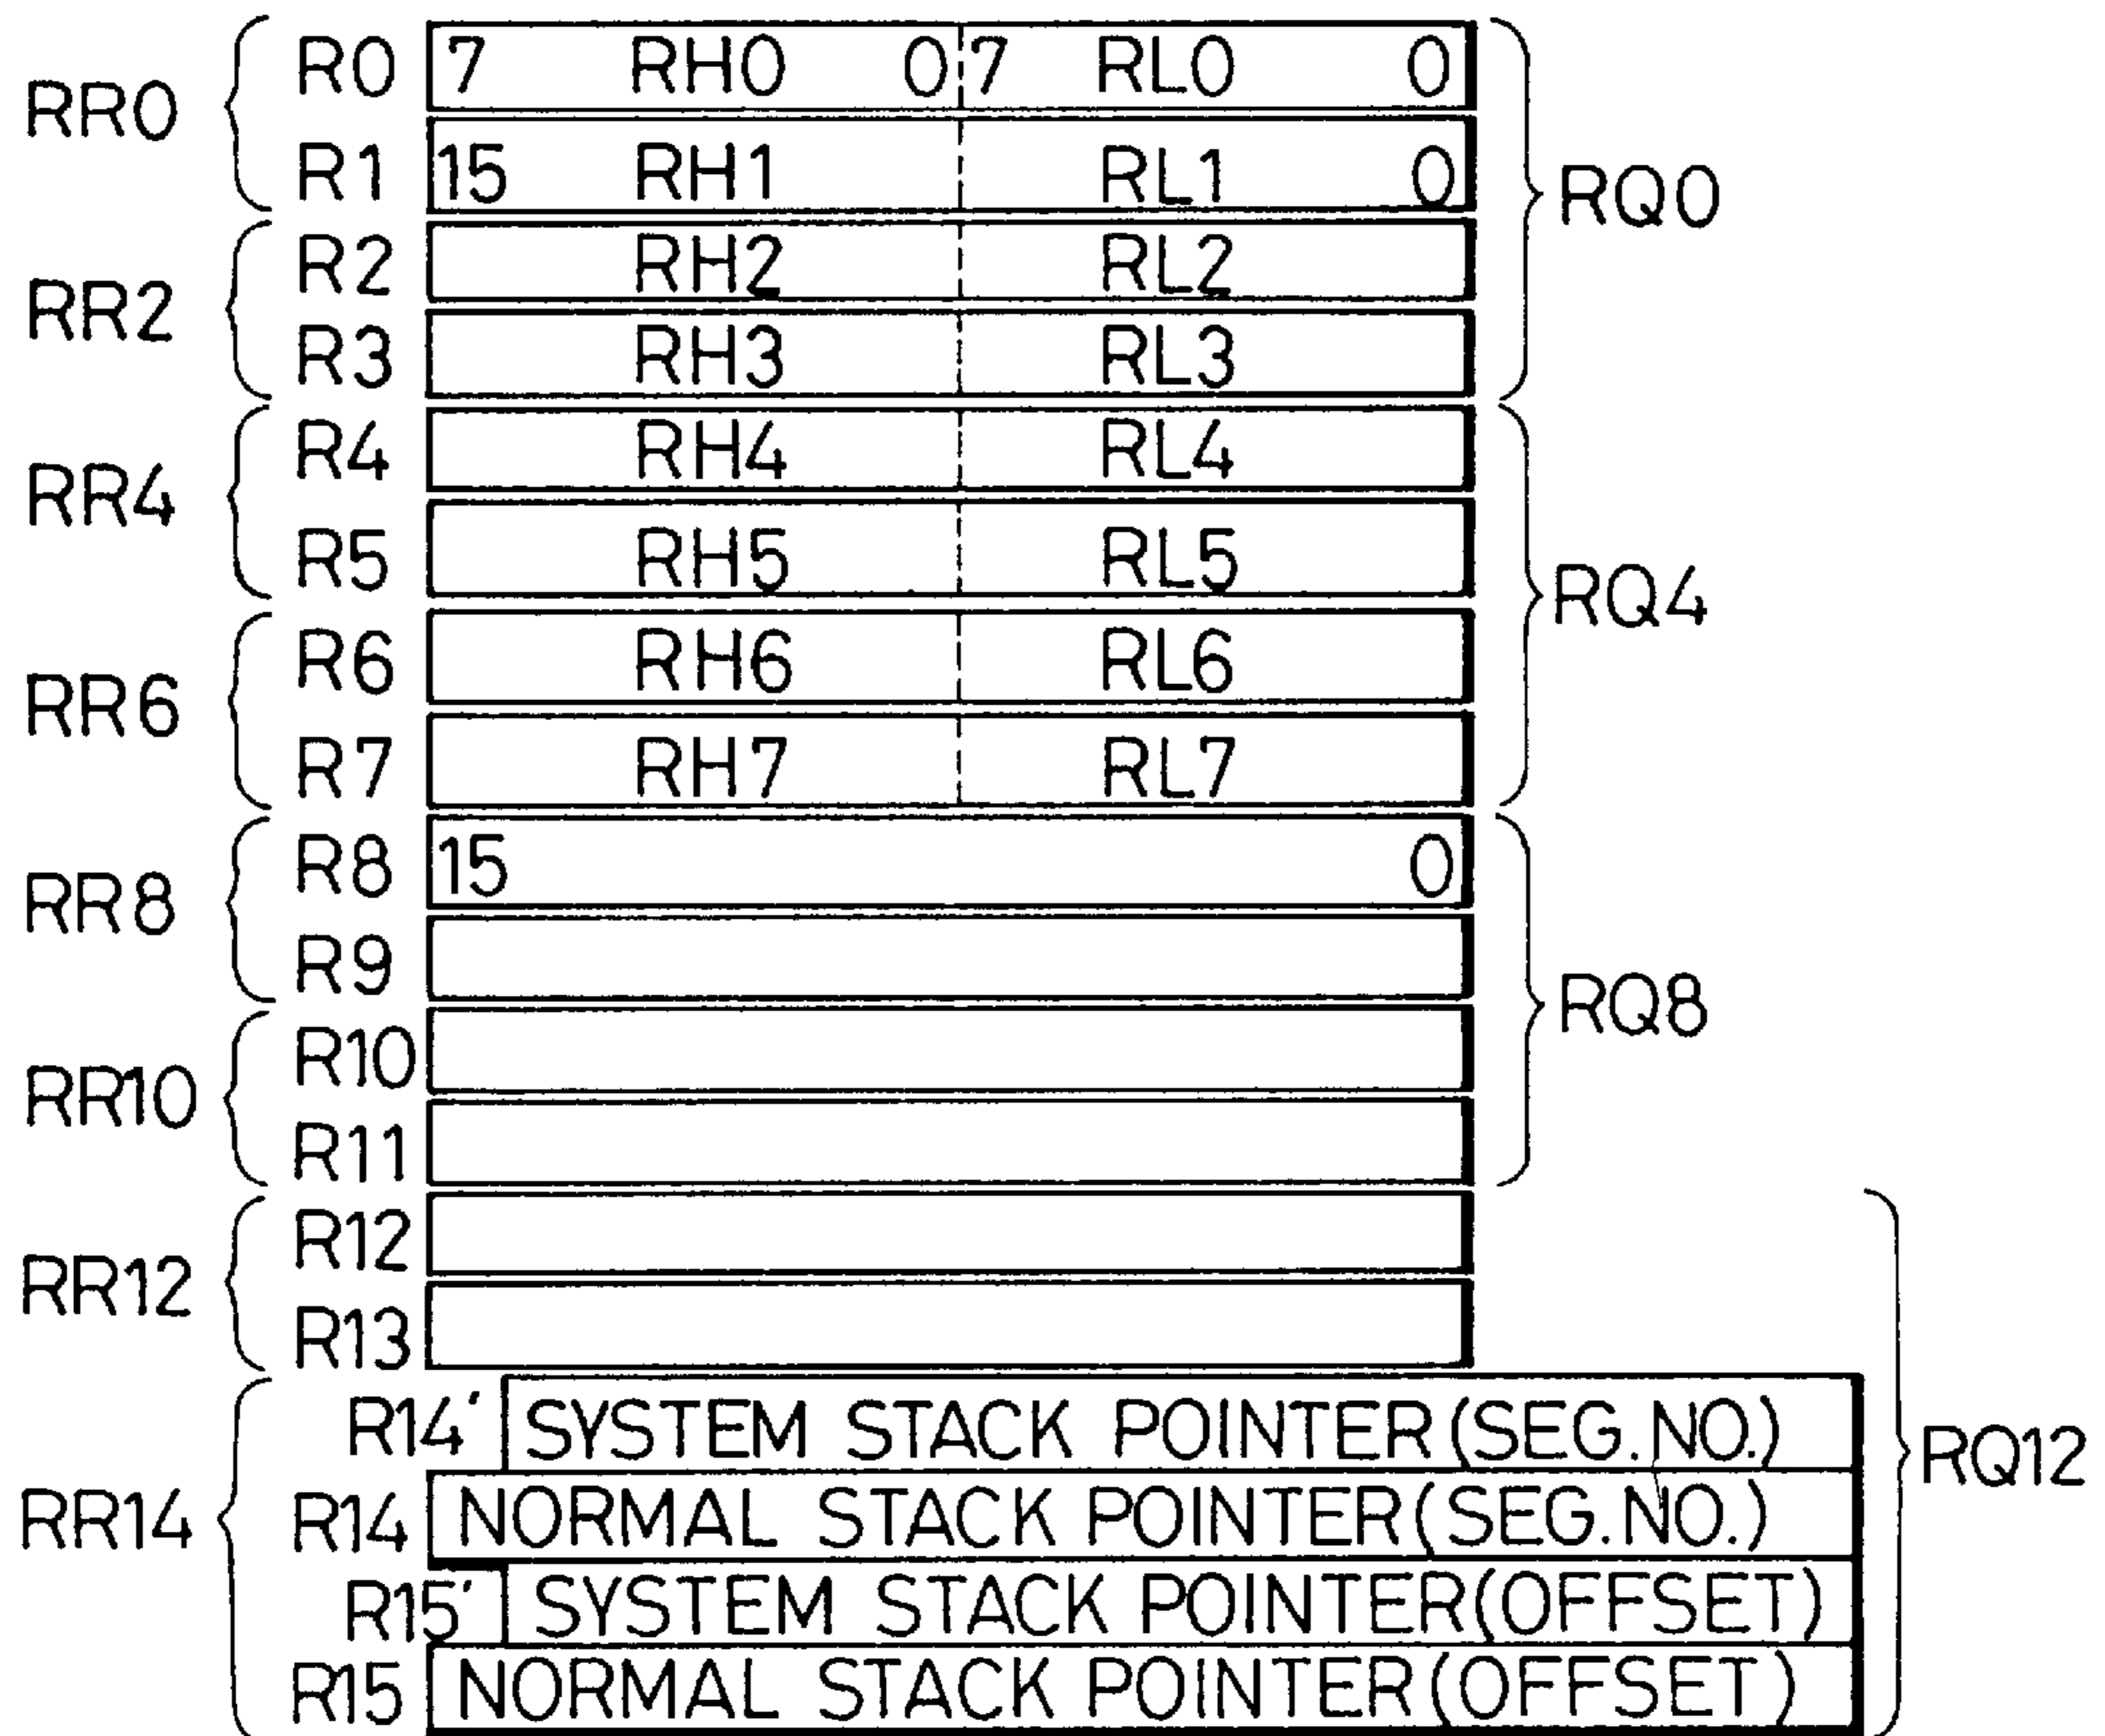 R0 7 RH0 0 7 RL0 0
RR0
R1 15 RH1 RL1 0
RQ0
R2 RH2 RL2
RR2
R3 RH3 RL3
R4 RH4 RL4
RR4
R5 RH5 RL5
RQ4
R6 RH6 RL6
RR6
R7 RH7 RL7
R8 15 0
RR8
R9
RQ8
R10
RR10
R11
R12
RR12
R13
R14' SYSTEM STACK POINTER (SEG.NO.)
RQ12
RR14
R14 NORMAL STACK POINTER (SEG.NO.)
R15' SYSTEM STACK POINTER (OFFSET)
R15 NORMAL STACK POINTER (OFFSET)